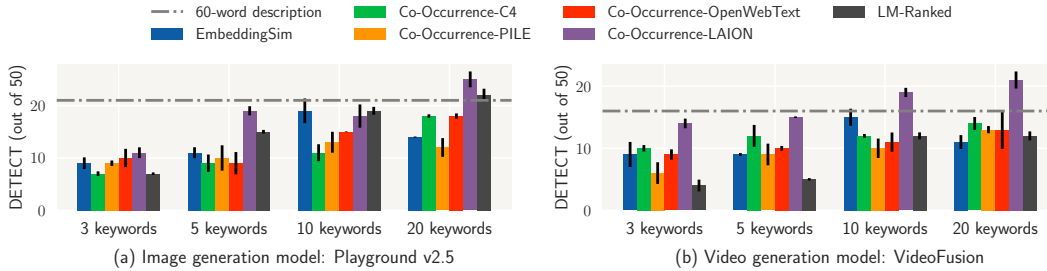 60-word description
Co-Occurrence-C4
Co-Occurrence-OpenWebText
LM-Ranked
EmbeddingSim
Co-Occurrence-PILE
Co-Occurrence-LAION
DETECT (out of 50)
20
10
0
3 keywords
5 keywords
10 keywords
20 keywords
(a) Image generation model: Playground v2.5
DETECT (out of 50)
20
10
0
3 keywords
5 keywords
10 keywords
20 keywords
(b) Video generation model: VideoFusion